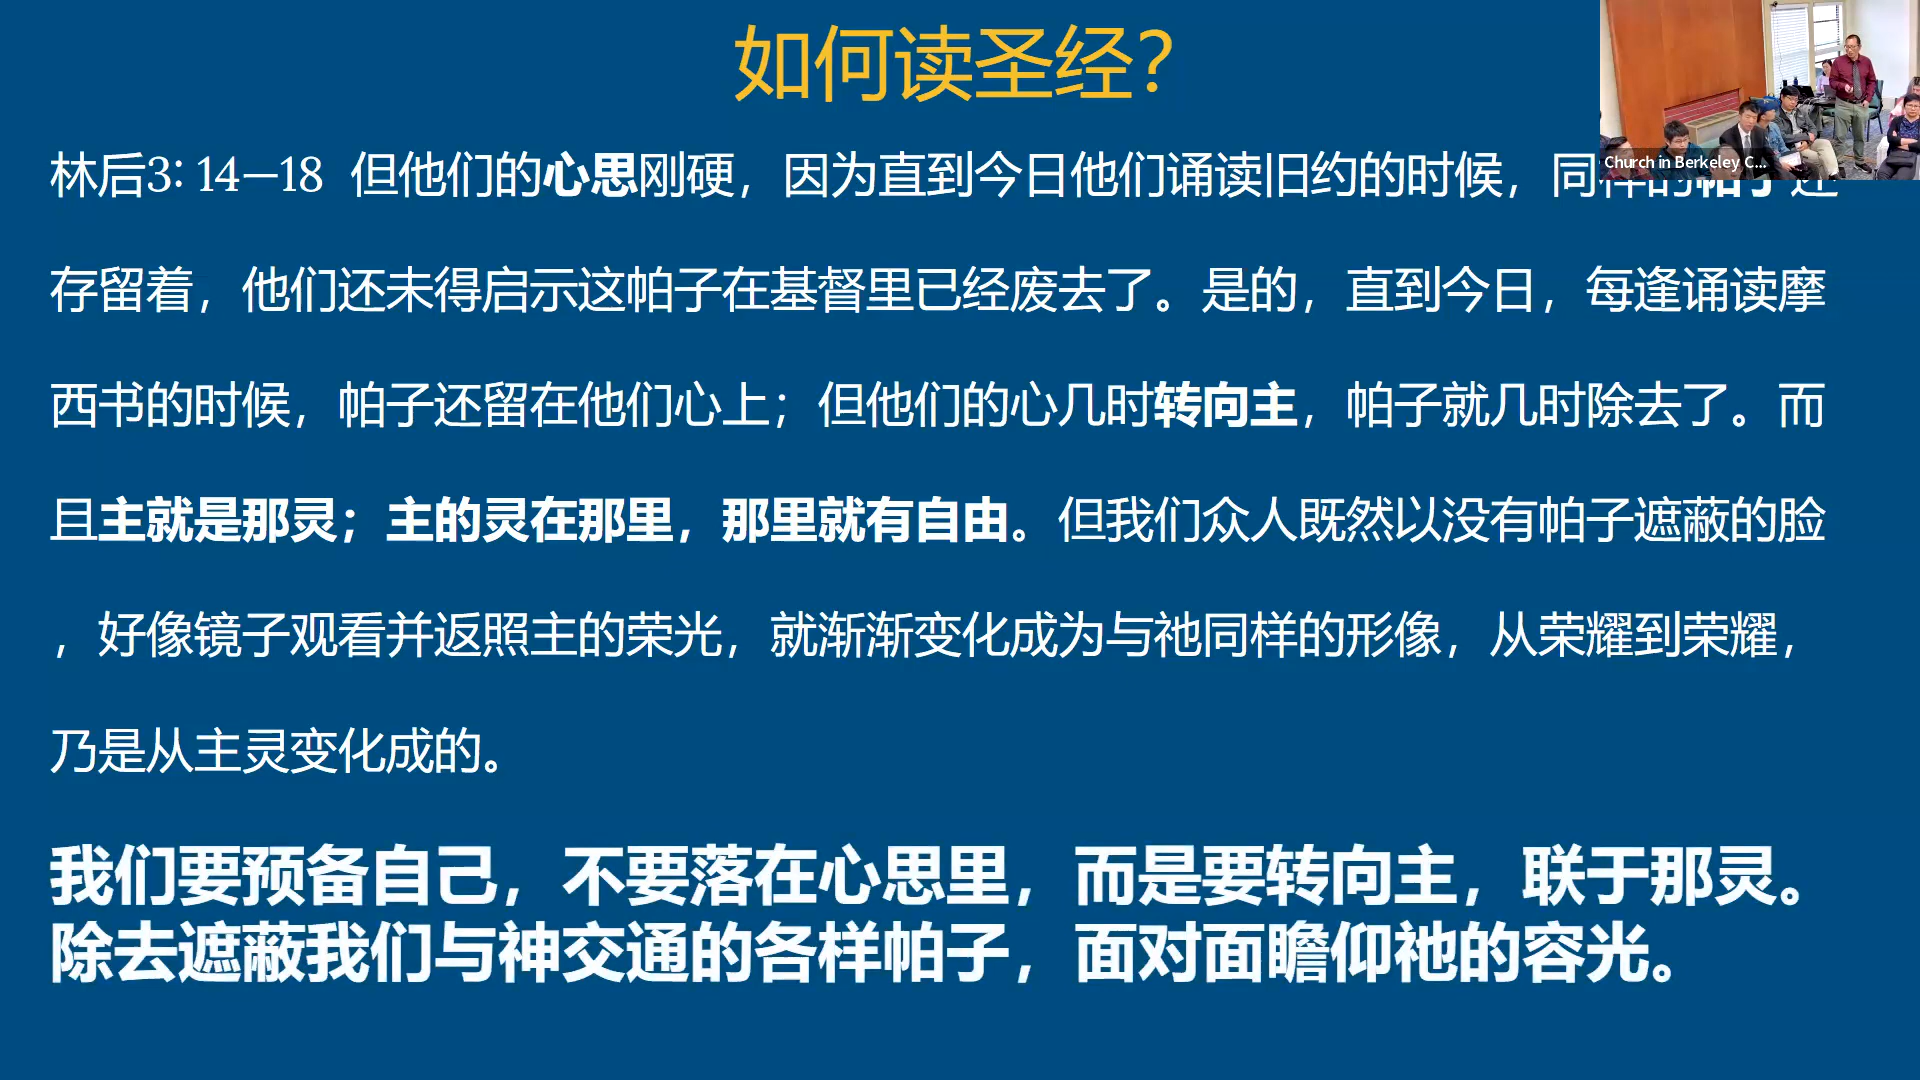 如何读圣经？
林后3: 14—18 但他们的心思刚硬，因为直到今日他们诵读旧约的时候，同样的帕子还
存留着，他们还未得启示这帕子在基督里已经废去了。是的，直到今日，每逢诵读摩
西书的时候，帕子还留在他们心上；但他们的心几时转向主，帕子就几时除去了。而
且主就是那灵；主的灵在那里，那里就有自由。但我们众人既然以没有帕子遮蔽的脸
，好像镜子观看并返照主的荣光，就渐渐变化成为与祂同样的形像，从荣耀到荣耀，
乃是从主灵变化成的。
我们要预备自己，不要落在心思里，而是要转向主，联于那灵。
除去遮蔽我们与神交通的各样帕子，面对面瞻仰祂的容光。
Church in Berkeley C...